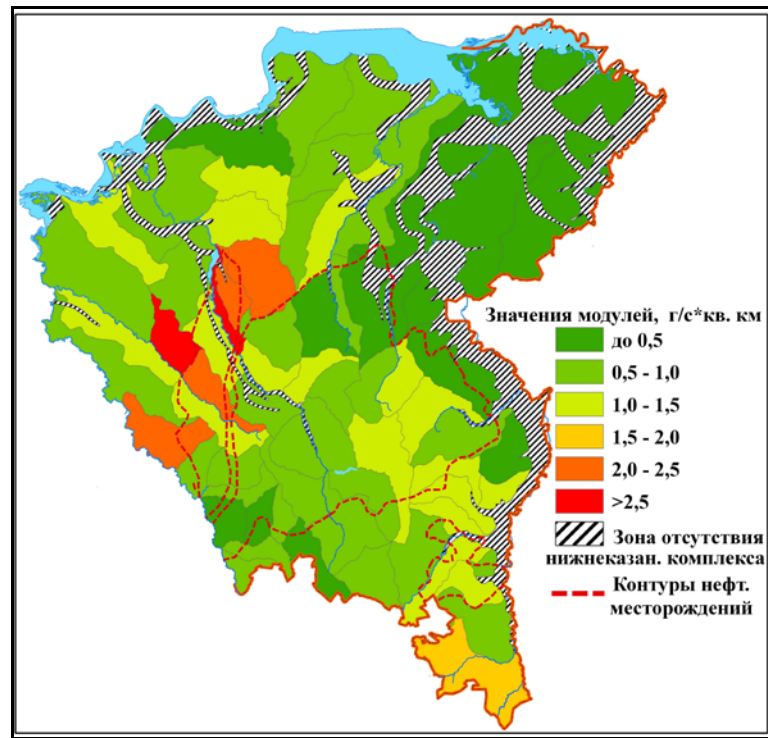 Значения модулей, г/с*кв. км
до 0,5
0,5 - 1,0
1,0 - 1,5
1,5 - 2,0
2,0 - 2,5
>2,5
Зона отсутствия
нижнеказан. комплекса
Контуры нефт.
месторождений